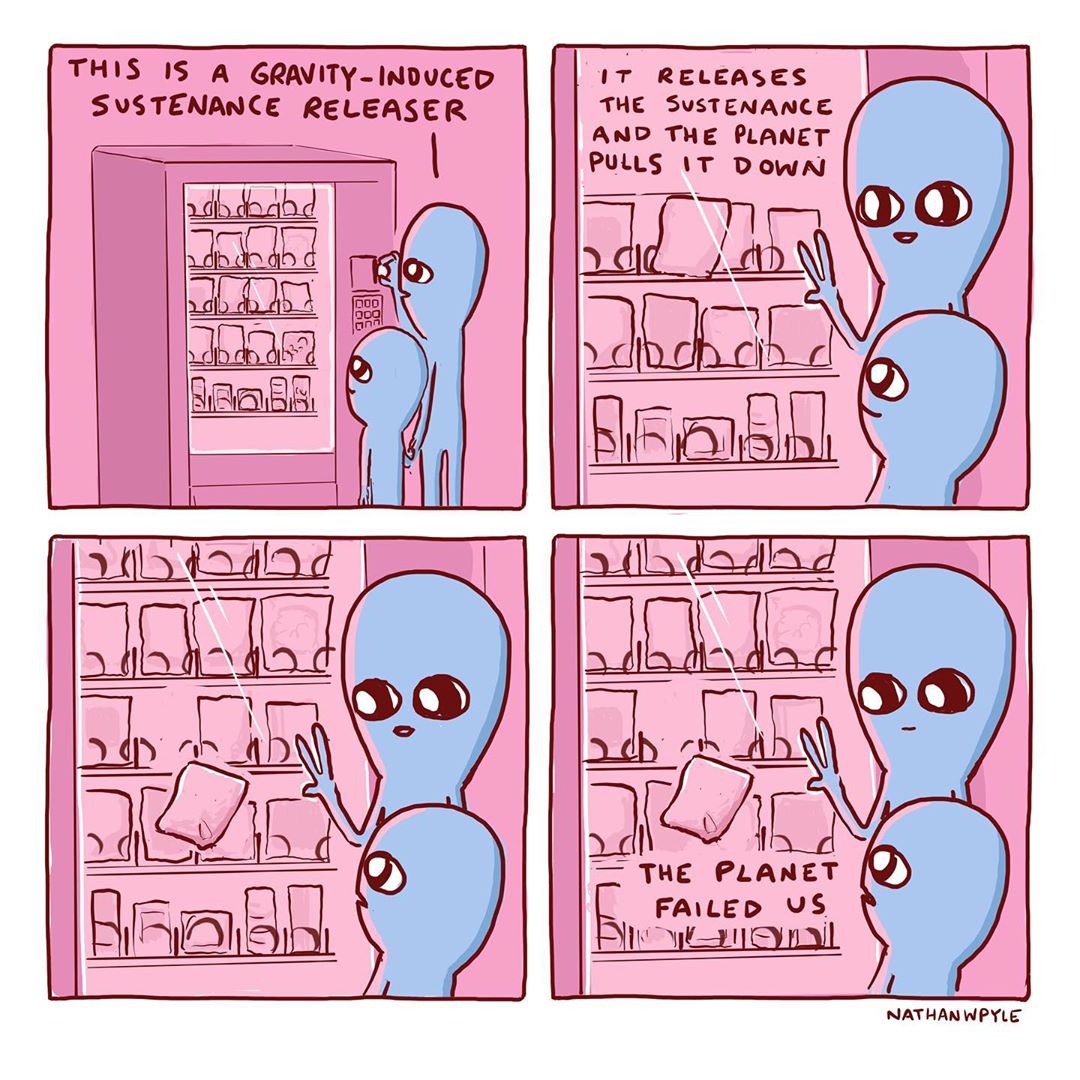 THIS IS A GRAVITY-INDUCED
SUSTENANCE RELEASER
IT RELEASES
THE SUSTENANCE
AND THE PLANET
PULLS IT DOWN
THE PLANET
FAILED US
NATHANWPYLE